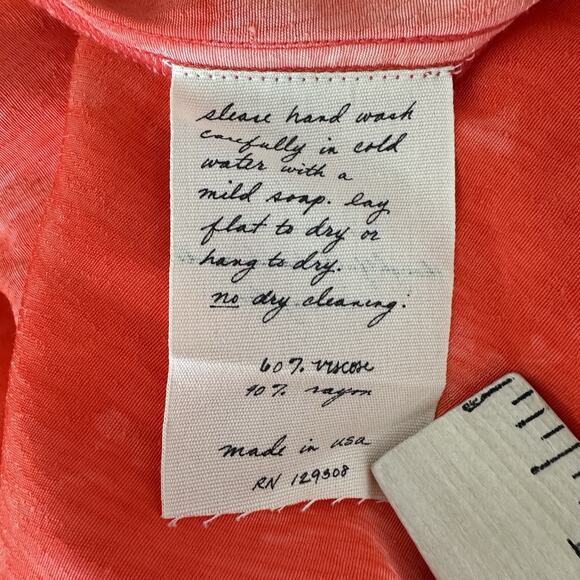 please hand wash
carefully in cold
water with a
mild soap. lay
flat to dry or
hang to dry.
no dry cleaning.
60% viscose
40% rayon
made in usa
RN 129308